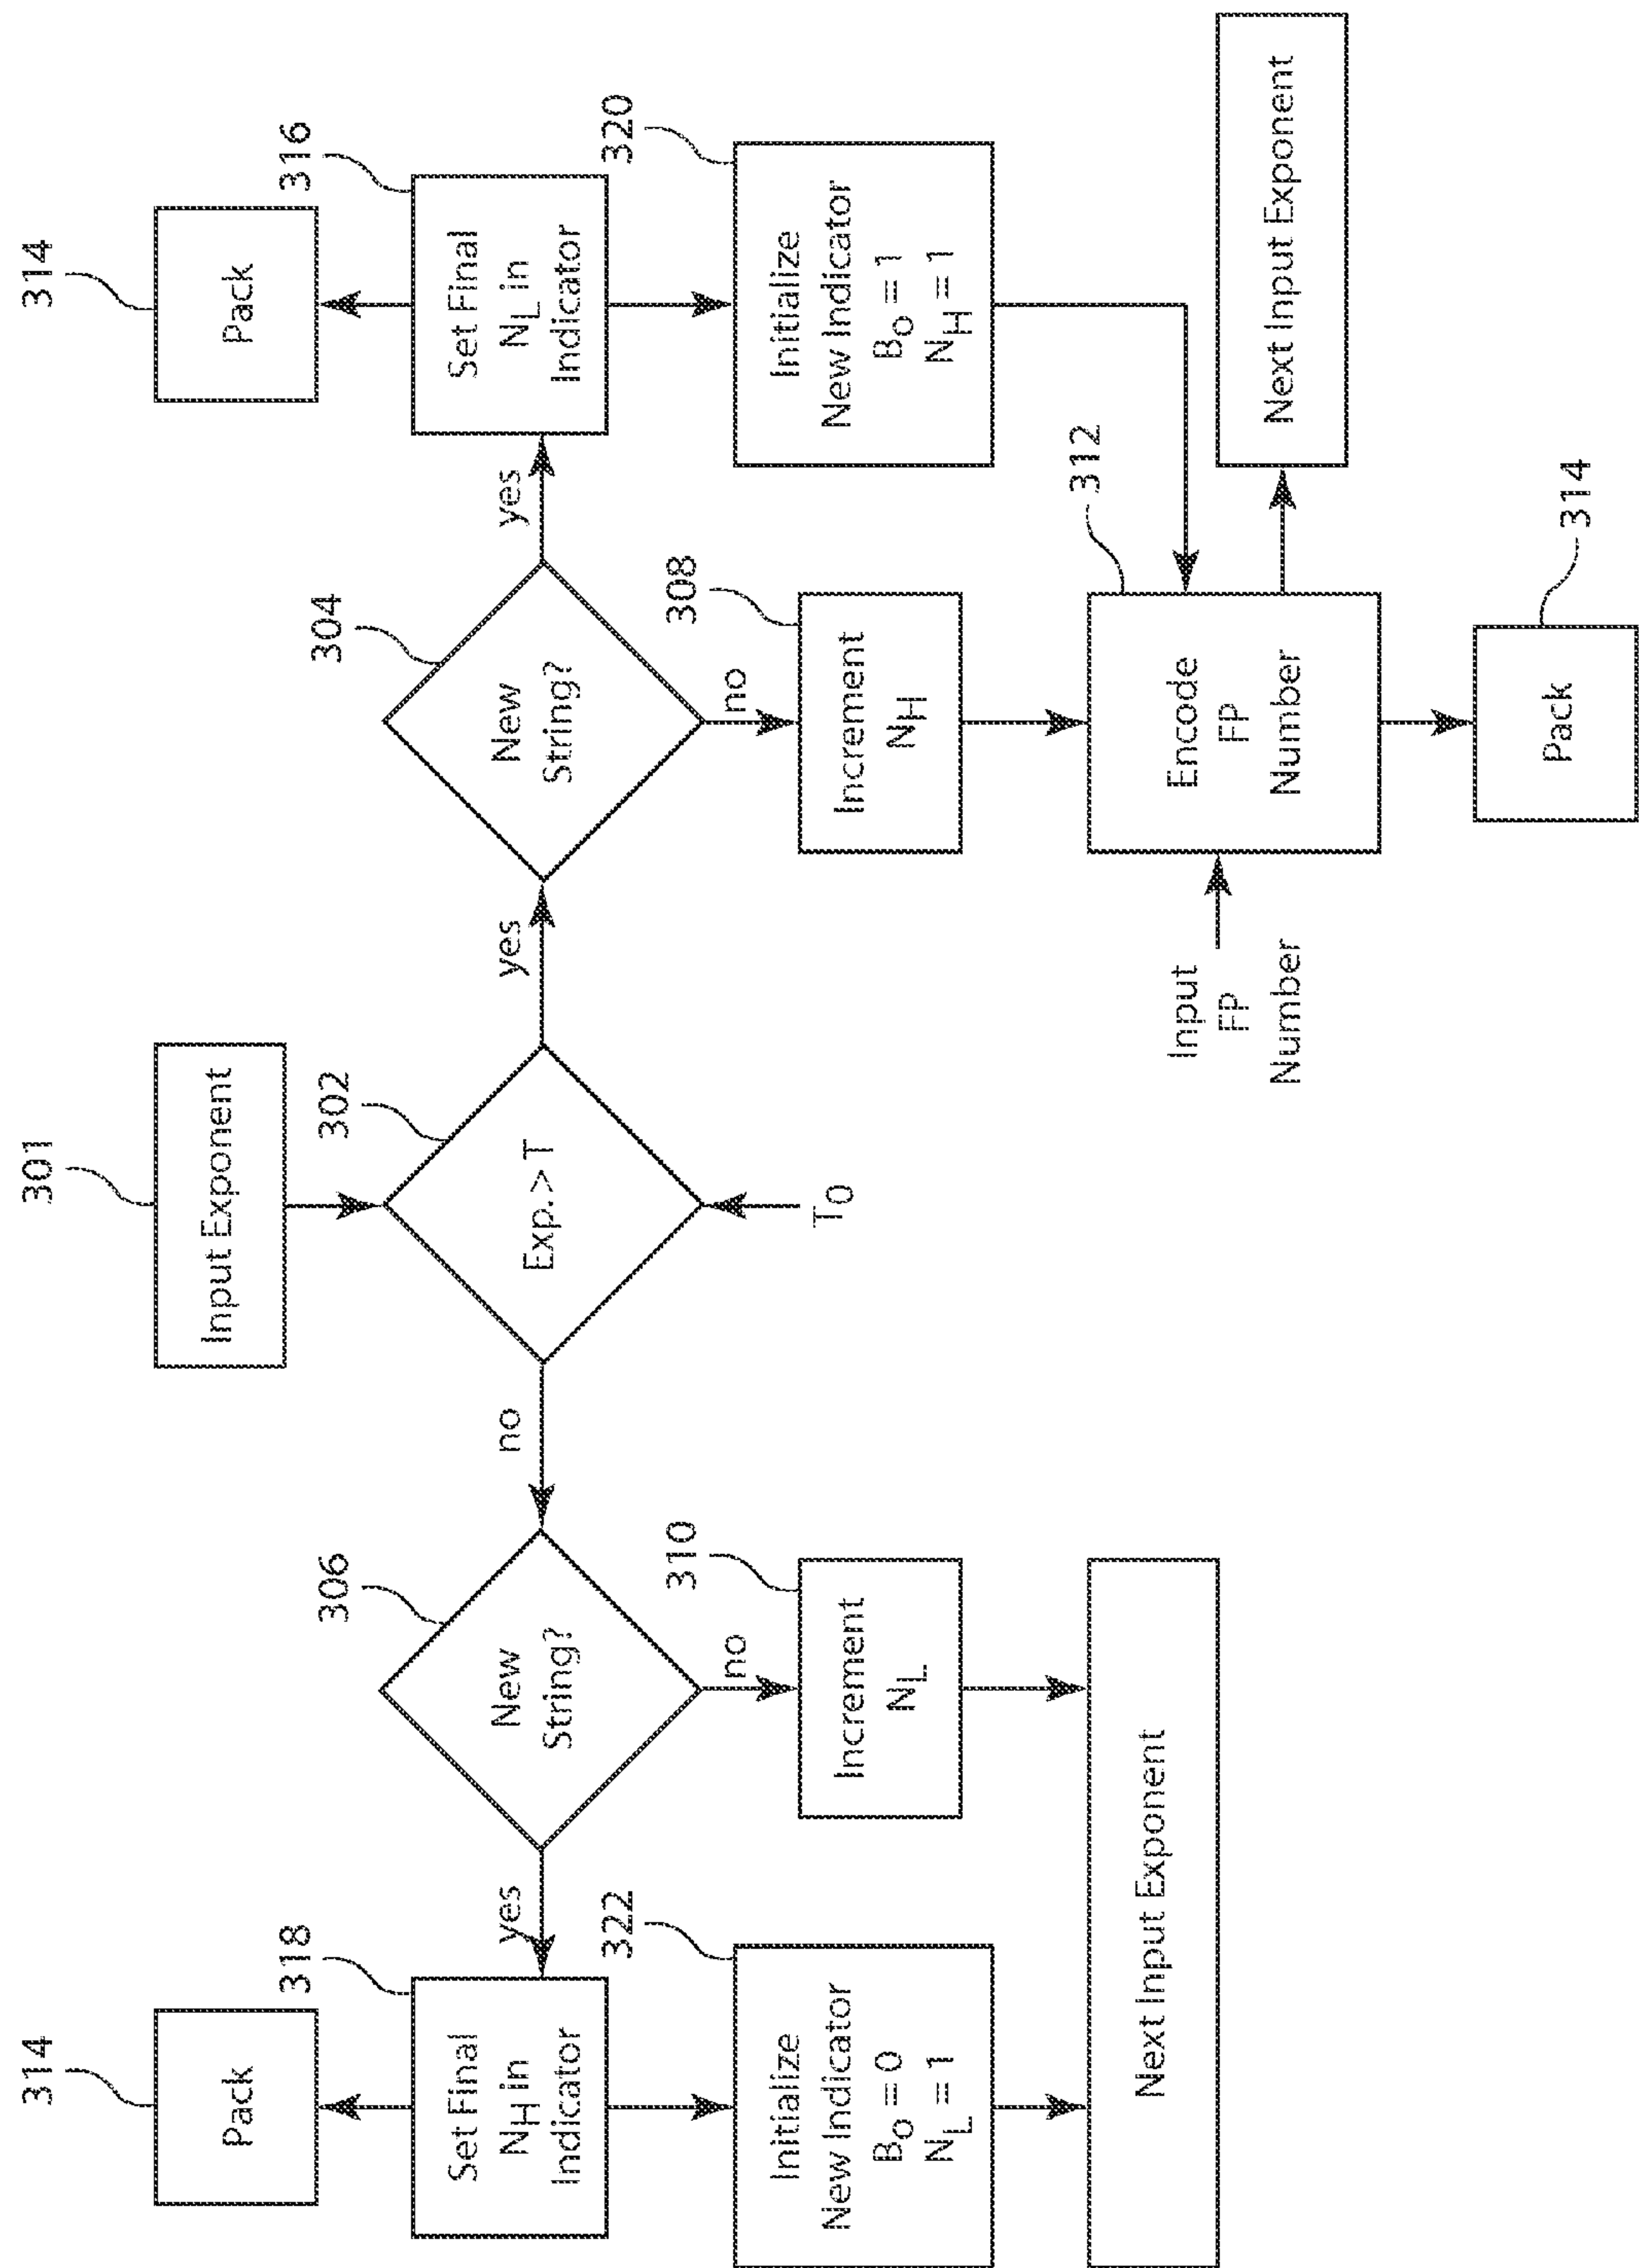 314
Pack
301
Input Exponent
314
Pack
318
Set Final
NH in
Indicator
yes
306
New
String?
no
302
Exp.>T
yes
304
New
String?
yes
316
Set Final
NL in
Indicator
322
Initialize
New Indicator
B0 = 0
NL = 1
no
310
Increment
NL
T0
no
308
Increment
NH
320
Initialize
New Indicator
B0 = 1
NH = 1
Next Input Exponent
Input
FP
Number
312
Encode
FP
Number
Next Input Exponent
314
Pack